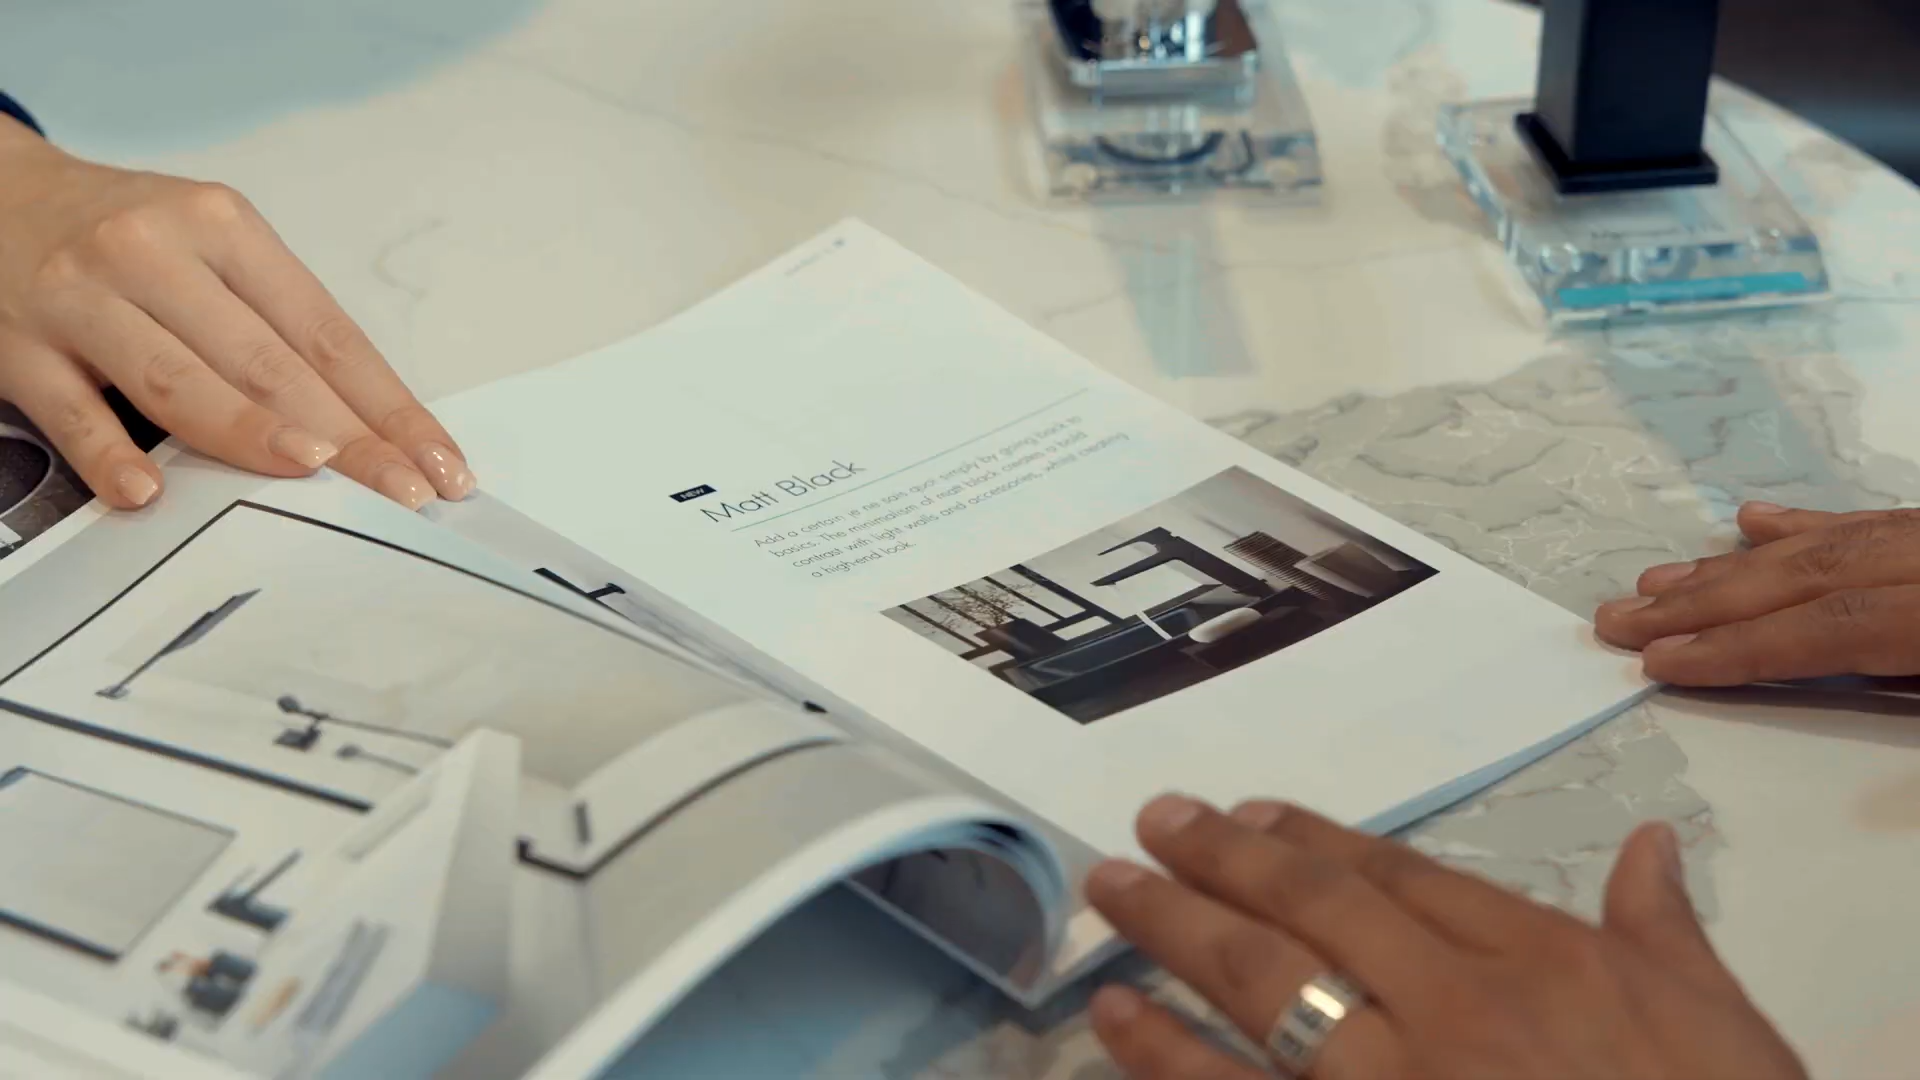 NEW
Matt Black
Add a certain je ne sais quoi simply by going back to
basics. The minimalism of matt black creates a bold
contrast with light walls and accessories, whilst creating
a high-end look.